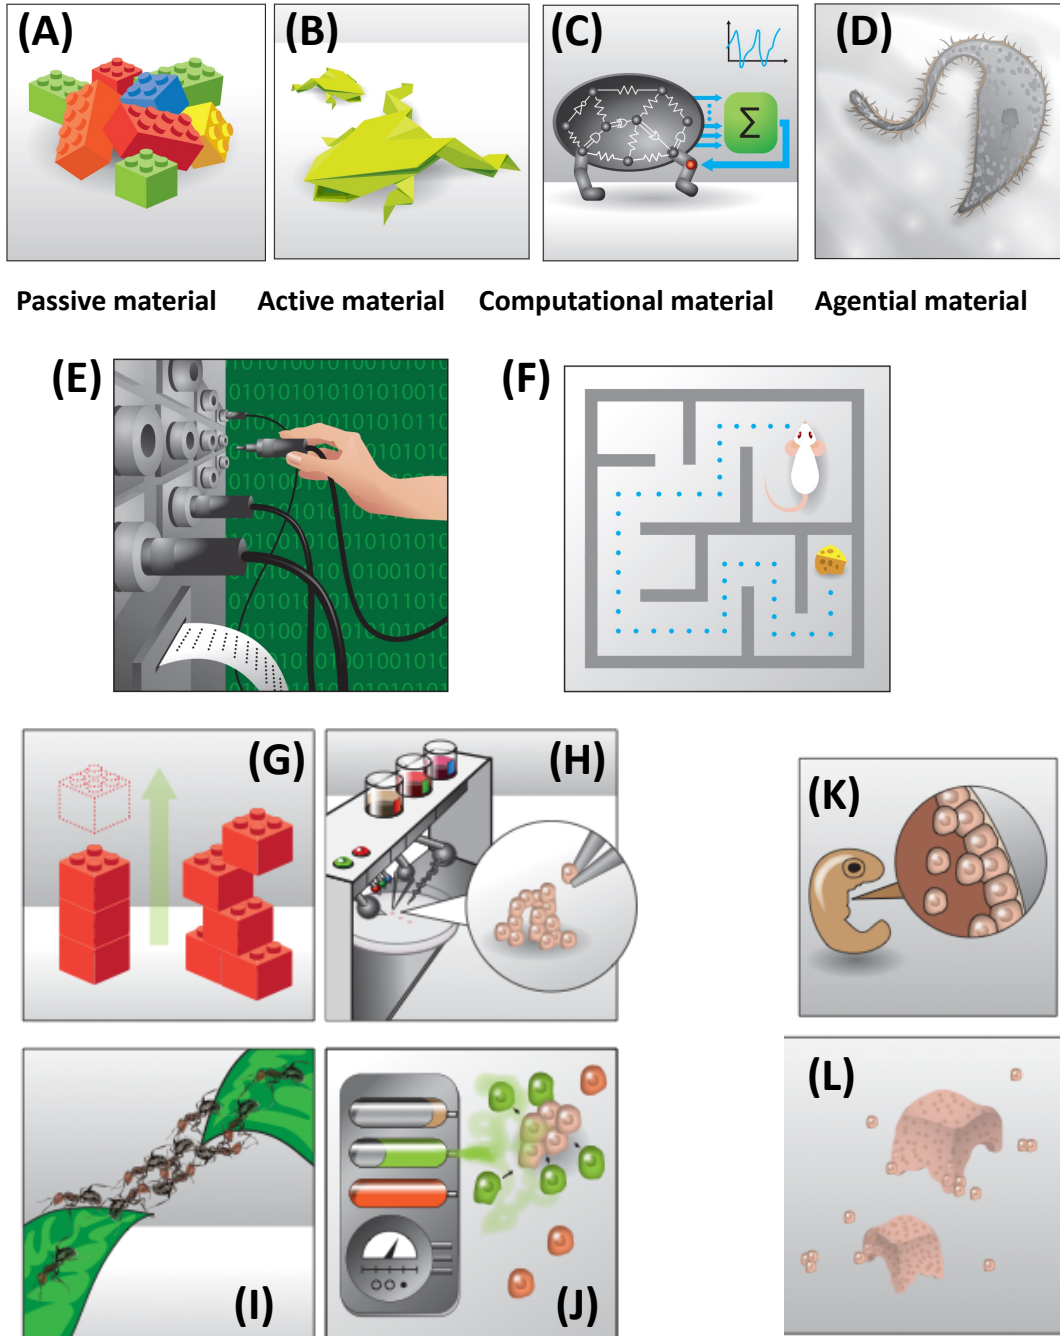 (A)
(B)
(C)
(D)
Σ
Passive material
Active material
Computational material
Agential material
(E)
(F)
(G)
(H)
(K)
(L)
(I)
(J)